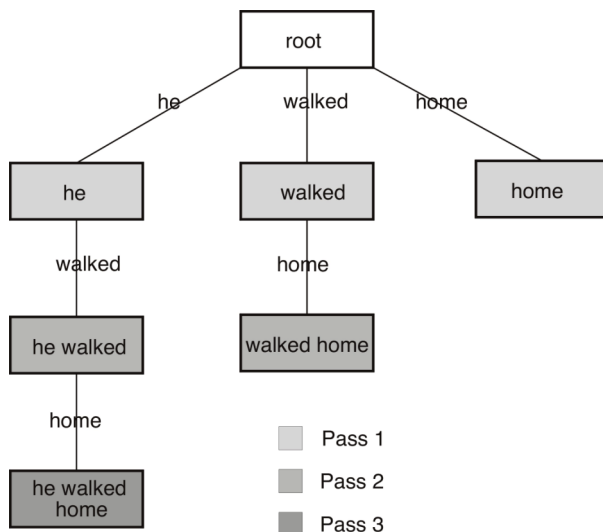 root
he
walked
home
he
walked
home
walked
home
he walked
walked home
home
Pass 1
Pass 2
he walked
home
Pass 3